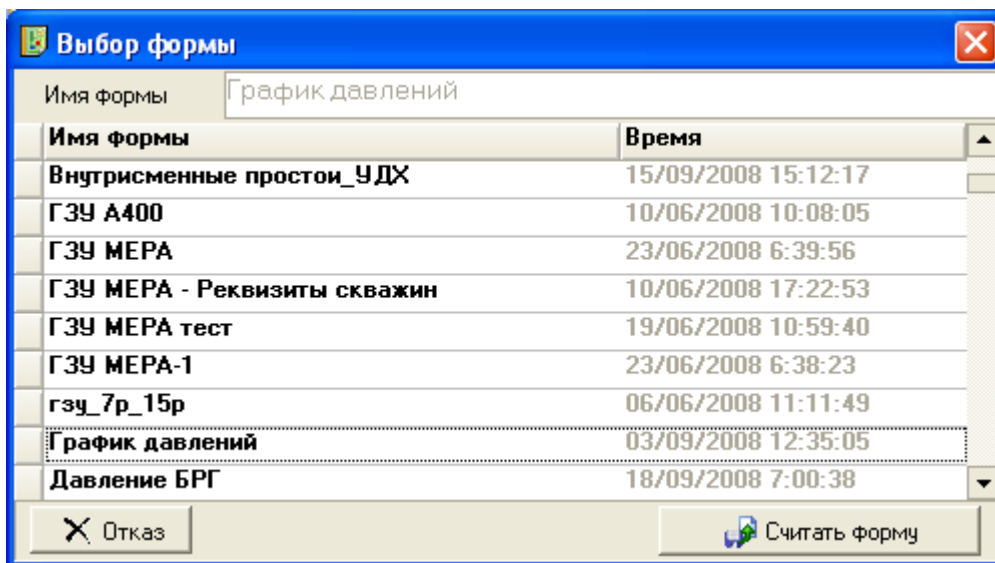 Выбор формы
Имя формы График давлений
Имя формы Время
Внутрисменные простои_УДХ 15/09/2008 15:12:17
ГЗУ А400 10/06/2008 10:08:05
ГЗУ МЕРА 23/06/2008 6:39:56
ГЗУ МЕРА - Реквизиты скважин 10/06/2008 17:22:53
ГЗУ МЕРА тест 19/06/2008 10:59:40
ГЗУ МЕРА-1 23/06/2008 6:38:23
гзу_7р_15р 06/06/2008 11:11:49
График давлений 03/09/2008 12:35:05
Давление БРГ 18/09/2008 7:00:38
Отказ Считать форму